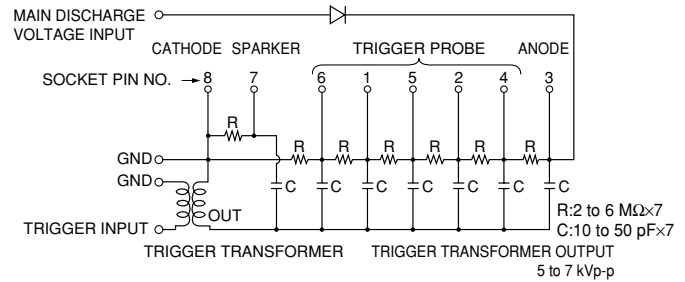 MAIN DISCHARGE
VOLTAGE INPUT
CATHODE SPARKER TRIGGER PROBE ANODE
SOCKET PIN NO. → 8 7 6 1 5 2 4 3
R
GND R R R R R R
GND
C C C C C C C
OUT
TRIGGER INPUT
R:2 to 6 MΩ×7
C:10 to 50 pF×7
TRIGGER TRANSFORMER TRIGGER TRANSFORMER OUTPUT
5 to 7 kVp-p